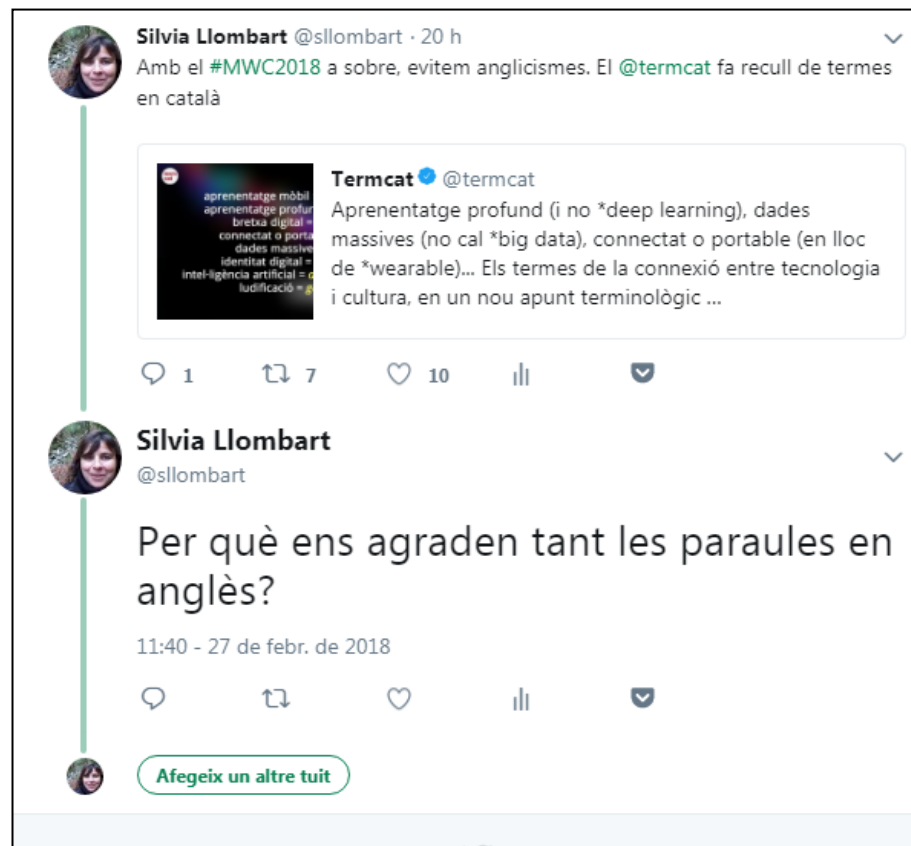 Silvia Llombart @sllombart · 20 h
Amb el #MWC2018 a sobre, evitem anglicismes. El @termcat fa recull de termes
en català
aprenentatge mòbil
aprenentatge profun
bretxa digital =
connectat o porta
dades massive
identitat digital =
intel·ligència artificial =
ludificació =
Termcat @termcat
Aprenentatge profund (i no *deep learning), dades
massives (no cal *big data), connectat o portable (en lloc
de *wearable)... Els termes de la connexió entre tecnologia
i cultura, en un nou apunt terminològic ...
1 7 10
Silvia Llombart
@sllombart
Per què ens agraden tant les paraules en
anglès?
11:40 - 27 de febr. de 2018
Afegeix un altre tuit